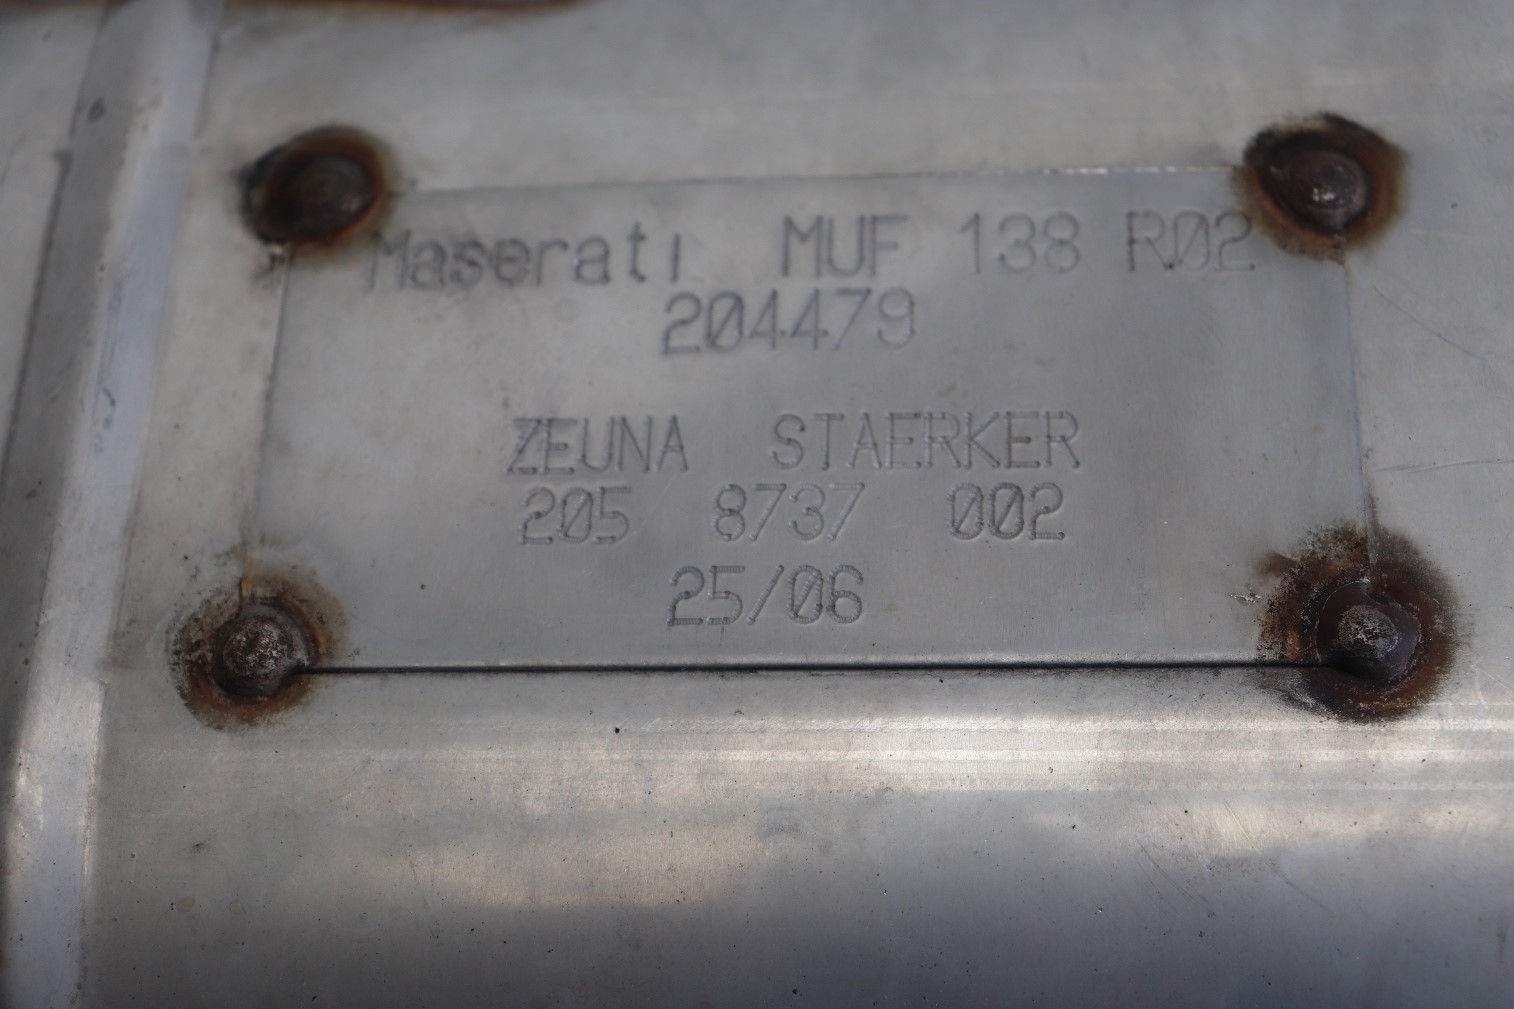 Maserati MUF 138 R02
204479
ZEUNA STAERKER
205 8737 002
25/06